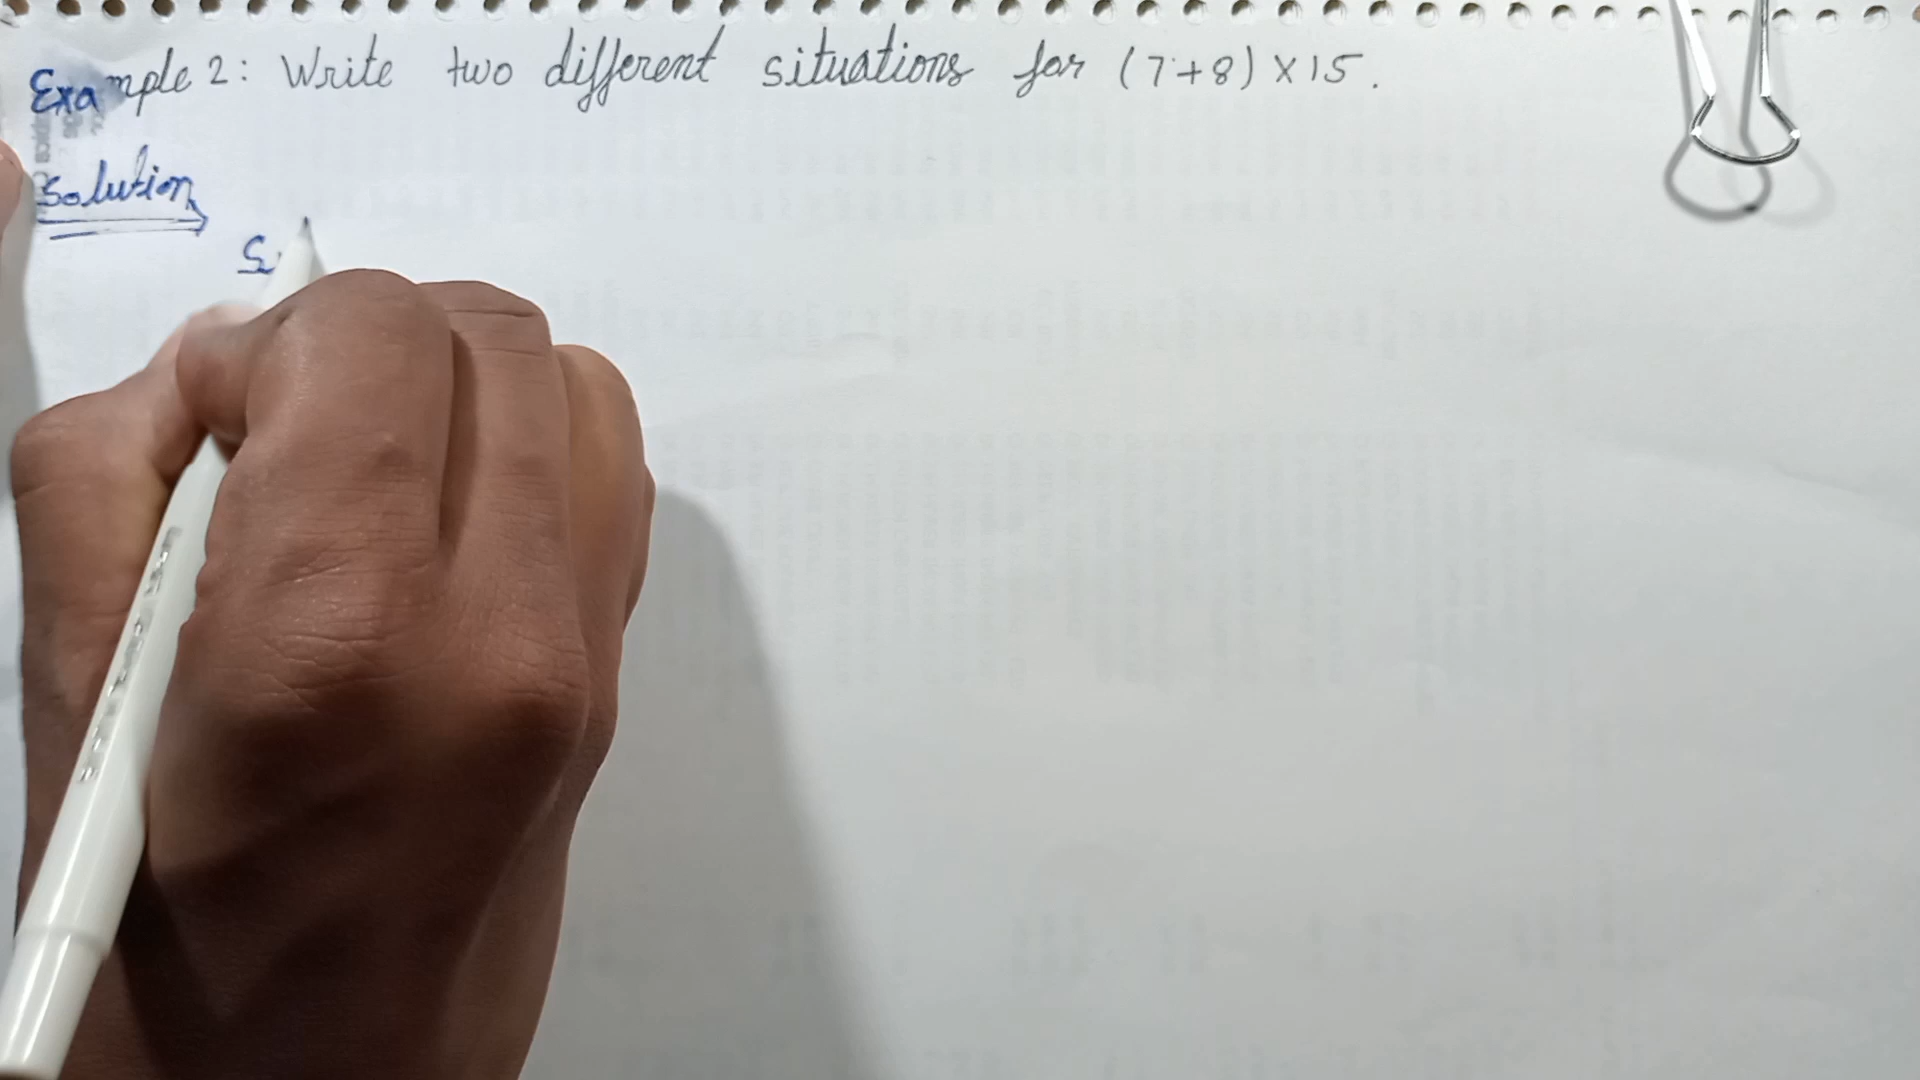 Example 2: Write two different situations for (7+8) × 15.
Solution